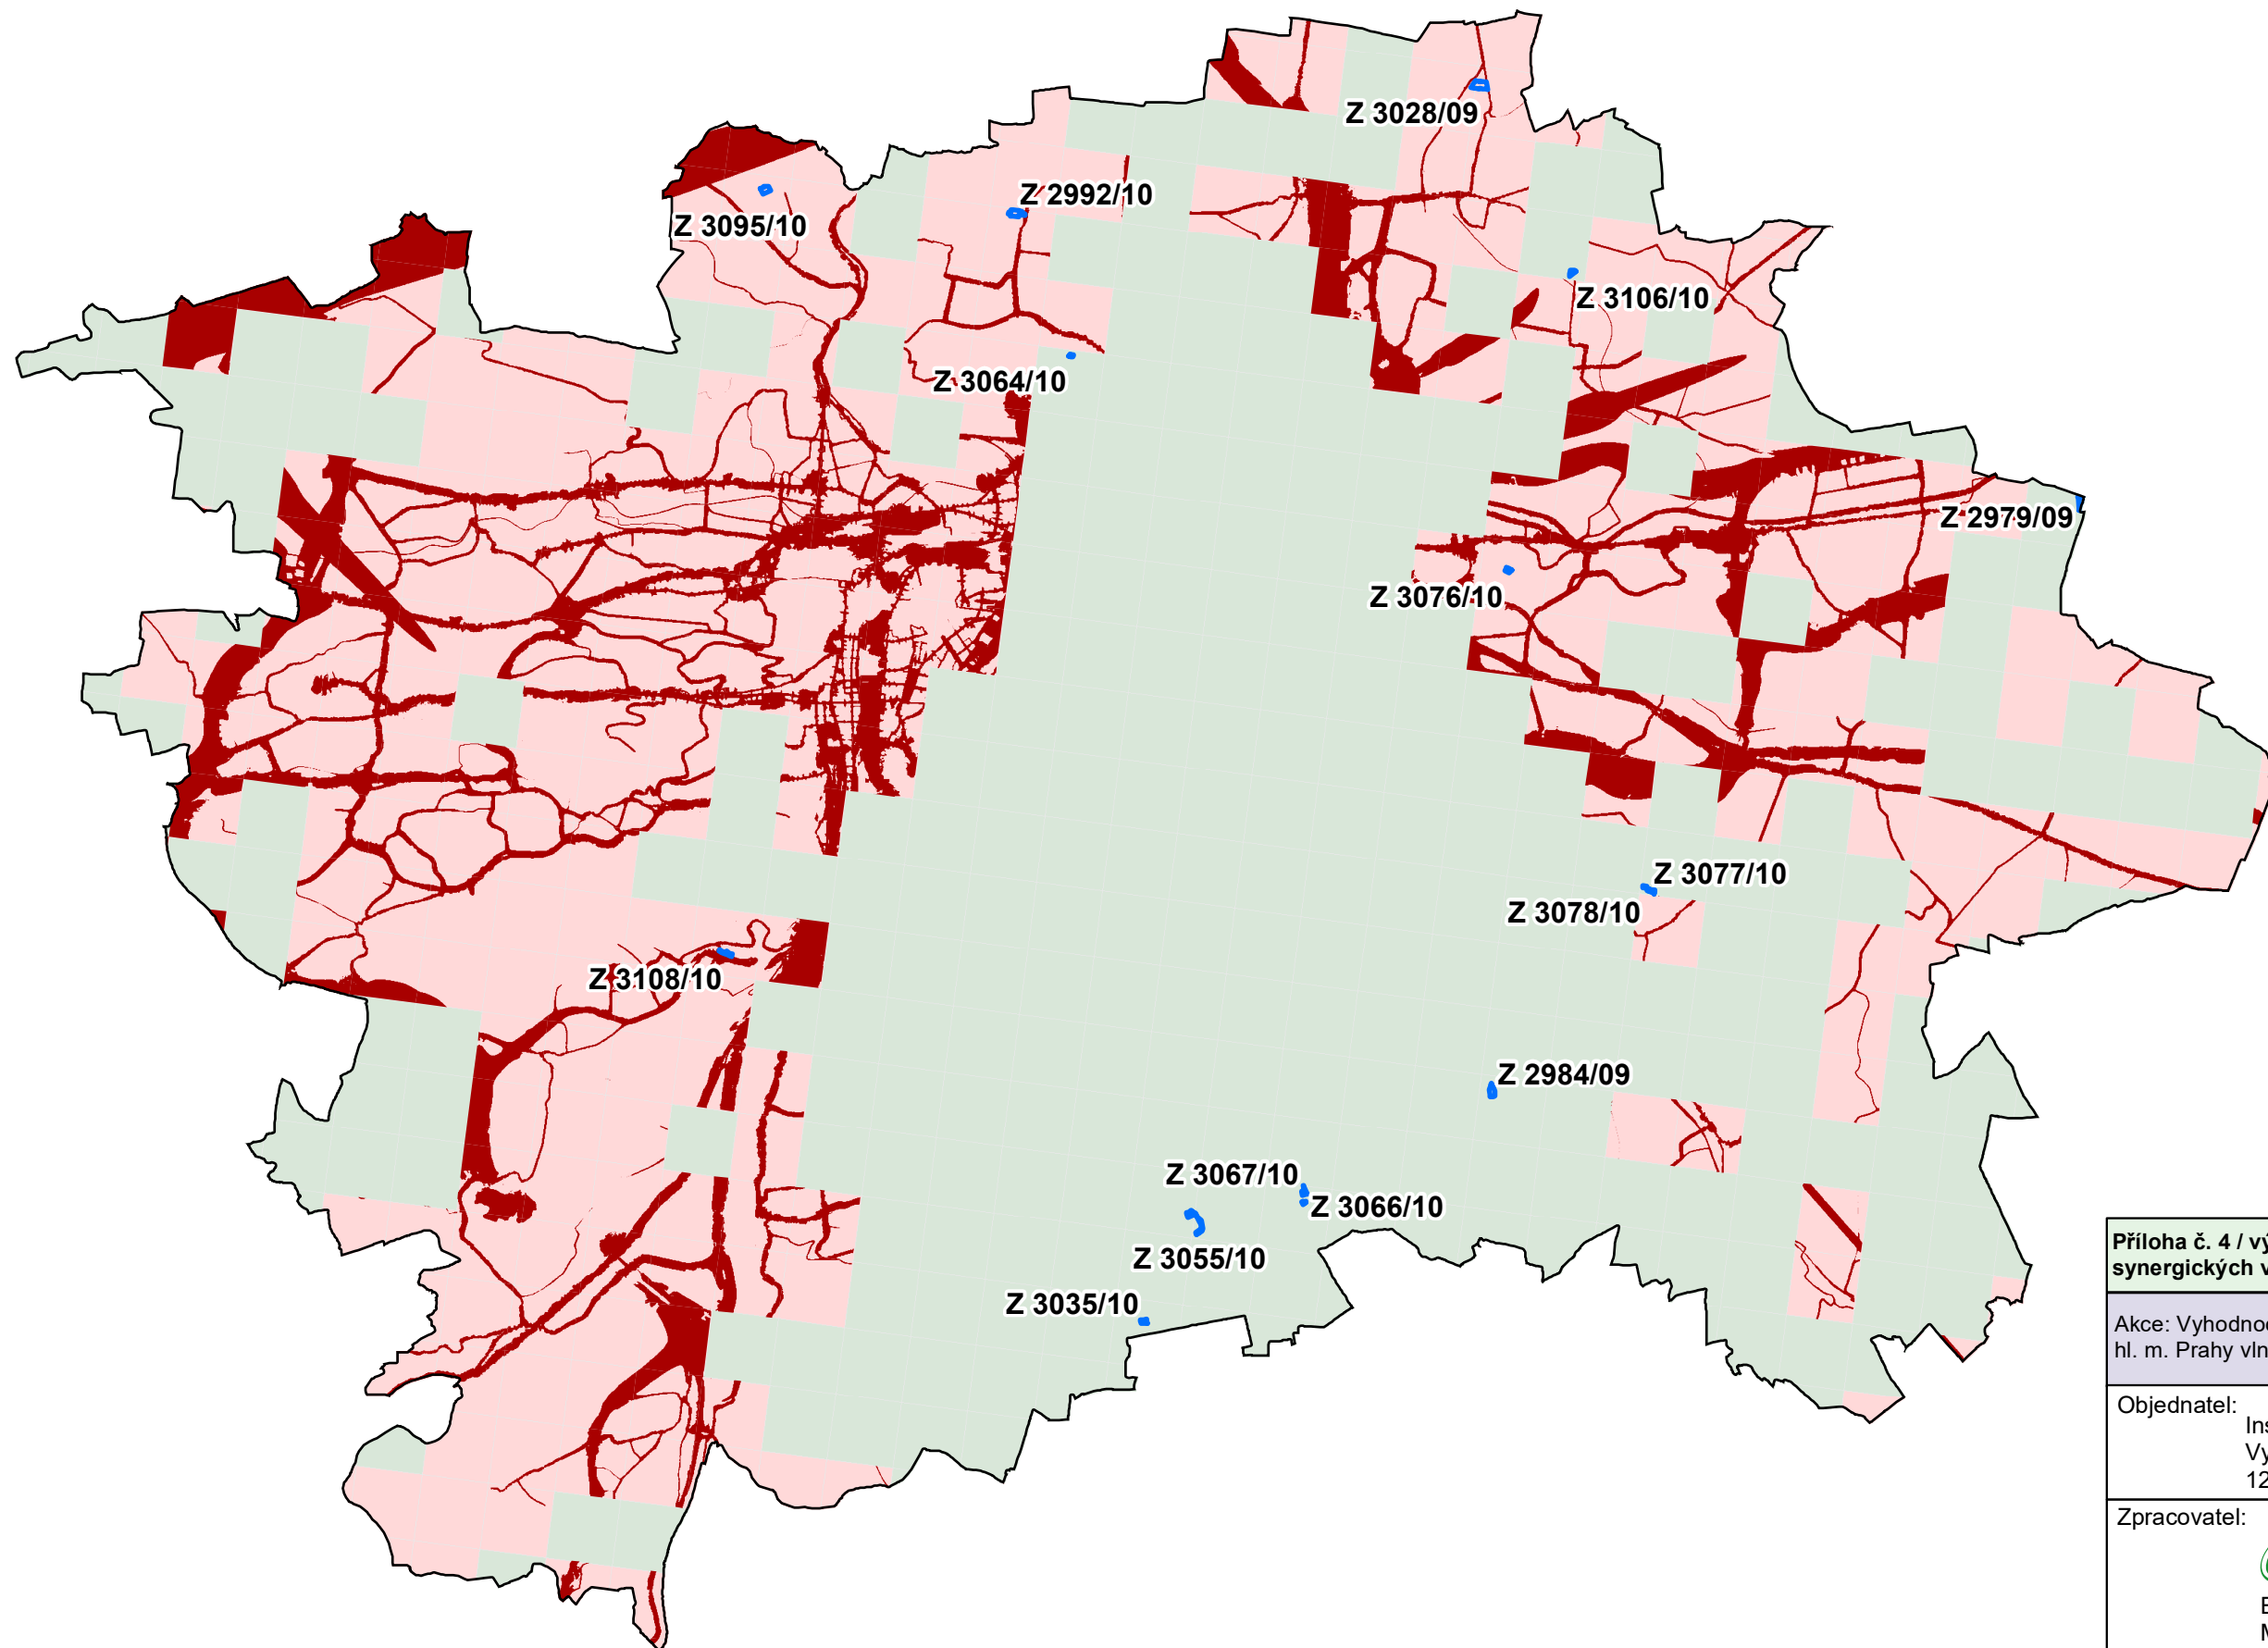 Z 3028/09
Z 2992/10
Z 3095/10
Z 3106/10
Z 3064/10
Z 2979/09
Z 3076/10
Z 3077/10
Z 3078/10
Z 3108/10
Z 2984/09
Z 3067/10
Z 3066/10
Z 3055/10
Z 3035/10
Příloha č. 4 /
synergických
Akce:
hl. m. Prahy
Objednatel:
Zpracovatel: